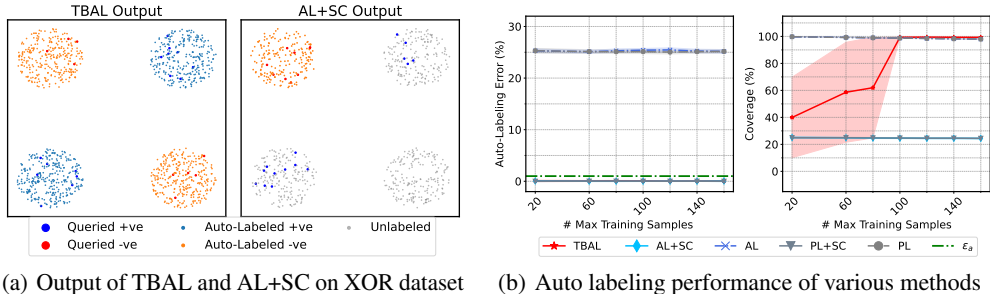 TBAL Output
AL+SC Output
Queried +ve
Auto-Labeled +ve
Unlabeled
Queried -ve
Auto-Labeled -ve
(a) Output of TBAL and AL+SC on XOR dataset
Auto-Labeling Error (%)
30
20
10
0
20
60
100
140
# Max Training Samples
Coverage (%)
100
80
60
40
20
0
20
60
100
140
# Max Training Samples
TBAL
AL+SC
AL
PL+SC
PL
εa
(b) Auto labeling performance of various methods